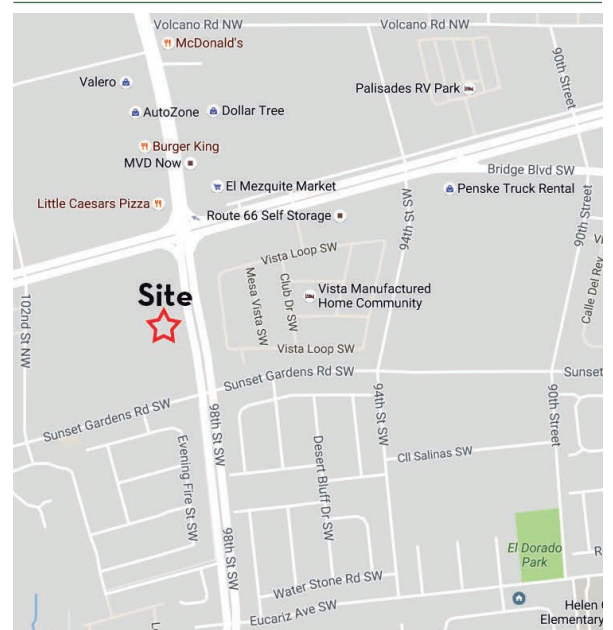 Volcano Rd NW
Volcano Rd NW
McDonald's
90th Street
Valero
Palisades RV Park
AutoZone
Dollar Tree
Burger King
MVD Now
Bridge Blvd SW
El Mezquite Market
Penske Truck Rental
Little Caesars Pizza
Route 66 Self Storage
94th St SW
90th Street
Vista Loop SW
Mesa Vista SW
Club Dr SW
Vista Manufactured
Home Community
Calle Del Rey
102nd St NW
Site
Vista Loop SW
Sunset Gardens Rd SW
Sunset
Sunset Gardens Rd SW
98th St SW
94th St SW
90th Street
Evening Fire St SW
Desert Bluff Dr SW
Cll Salinas SW
98th St SW
El Dorado
Park
Water Stone Rd SW
Eucariz Ave SW
Helen
Elementary